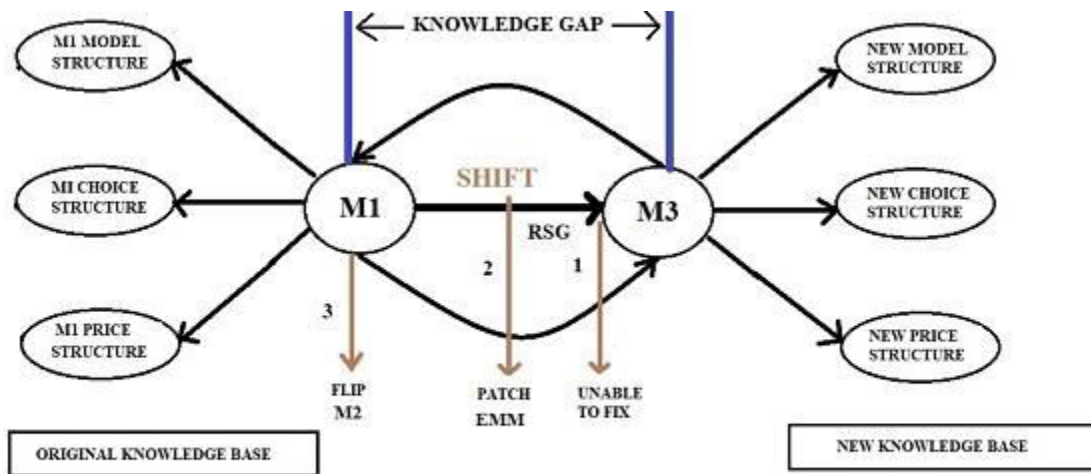 KNOWLEDGE GAP
M1 MODEL
STRUCTURE
NEW MODEL
STRUCTURE
SHIFT
MI CHOICE
STRUCTURE
M1
M3
NEW CHOICE
STRUCTURE
RSG
2
1
3
M1 PRICE
STRUCTURE
NEW PRICE
STRUCTURE
FLIP
M2
PATCH
EMM
UNABLE
TO FIX
ORIGINAL KNOWLEDGE BASE
NEW KNOWLEDGE BASE